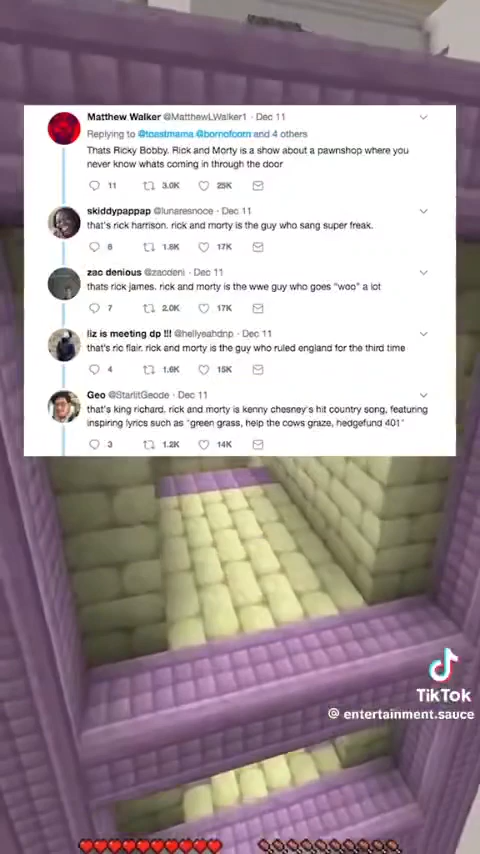 Matthew Walker @MatthewLWalker1 · Dec 11
Replying to @toastmama @bornofcorn and 4 others
Thats Ricky Bobby. Rick and Morty is a show about a pawnshop where you
never know whats coming in through the door
11 3.0K 25K
skiddypappap @lunaresnoce · Dec 11
that's rick harrison. rick and morty is the guy who sang super freak.
6 1.8K 17K
zac denious @zacdeni · Dec 11
thats rick james. rick and morty is the wwe guy who goes "woo" a lot
7 2.0K 17K
liz is meeting dp !!! @hellyeahdnp · Dec 11
that's ric flair. rick and morty is the guy who ruled england for the third time
4 1.6K 15K
Geo @StarlitGeode · Dec 11
that's king richard. rick and morty is kenny chesney's hit country song, featuring
inspiring lyrics such as "green grass, help the cows graze, hedgefund 401"
3 1.2K 14K
TikTok
@ entertainment.sauce